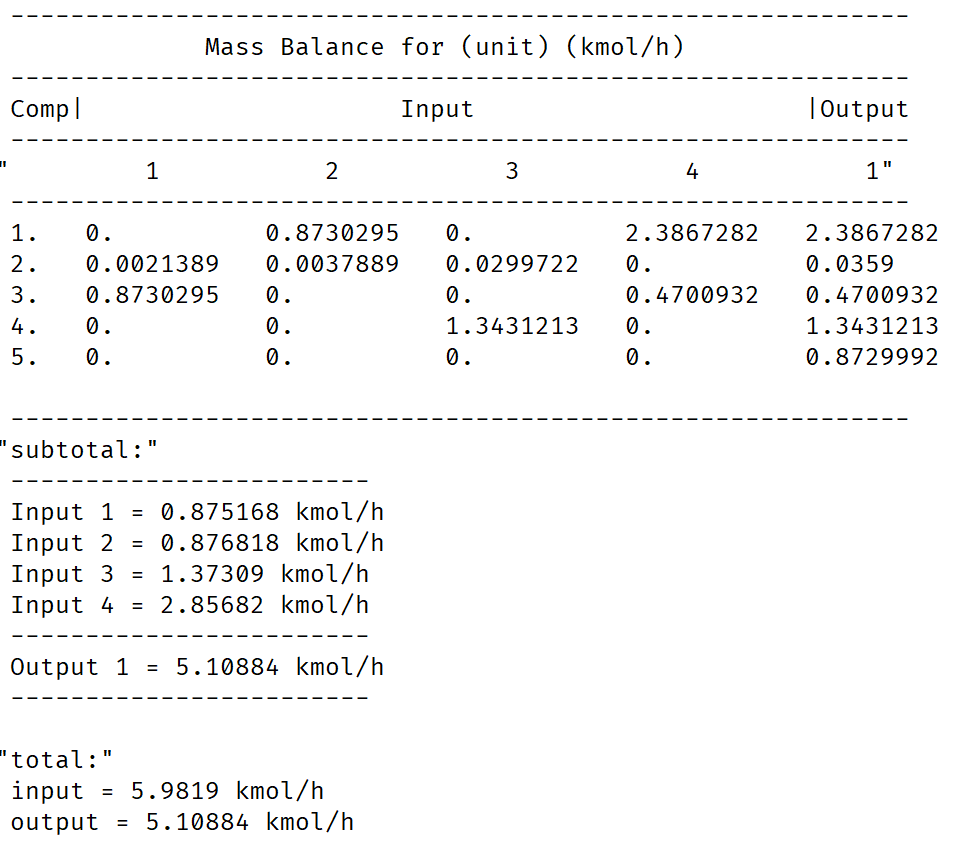 ------------------------------------------------------------
             Mass Balance for (unit) (kmol/h)
------------------------------------------------------------
Comp|                     Input                      |Output
------------------------------------------------------------
"         1           2           3           4           1"
------------------------------------------------------------
1.   0.          0.8730295   0.          2.3867282   2.3867282
2.   0.0021389   0.0037889   0.0299722   0.          0.0359
3.   0.8730295   0.          0.          0.4700932   0.4700932
4.   0.          0.          1.3431213   0.          1.3431213
5.   0.          0.          0.          0.          0.8729992
------------------------------------------------------------
"subtotal:"
------------------------
Input 1 = 0.875168 kmol/h
Input 2 = 0.876818 kmol/h
Input 3 = 1.37309 kmol/h
Input 4 = 2.85682 kmol/h
------------------------
Output 1 = 5.10884 kmol/h
------------------------
"total:"
input = 5.9819 kmol/h
output = 5.10884 kmol/h